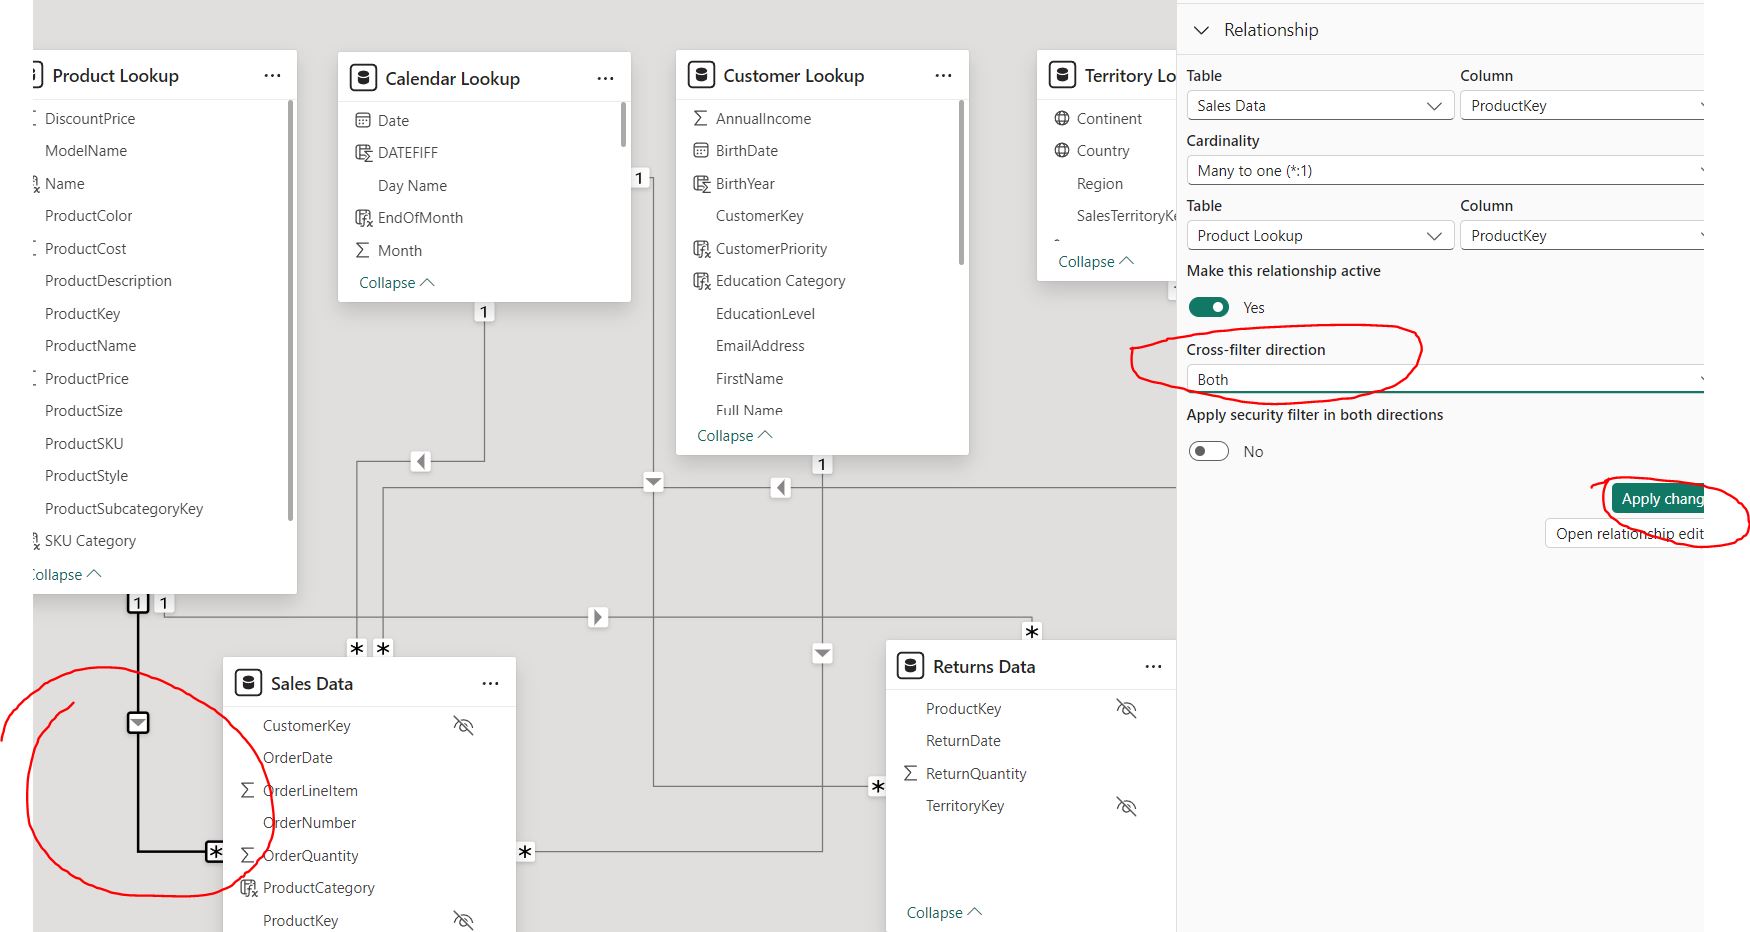 Product Lookup
DiscountPrice
ModelName
Name
ProductColor
ProductCost
ProductDescription
ProductKey
ProductName
ProductPrice
ProductSize
ProductSKU
ProductStyle
ProductSubcategoryKey
SKU Category
Collapse
1
1
Calendar Lookup
Date
DATEFIFF
Day Name
EndOfMonth
Month
Collapse
1
1
Customer Lookup
AnnualIncome
BirthDate
BirthYear
CustomerKey
CustomerPriority
Education Category
EducationLevel
EmailAddress
FirstName
Full Name
Collapse
1
Territory Lo
Continent
Country
Region
SalesTerritoryKe
Collapse
* *
Sales Data
CustomerKey
OrderDate
OrderLineItem
OrderNumber
OrderQuantity
ProductCategory
ProductKey
*
*
*
*
Returns Data
ProductKey
ReturnDate
ReturnQuantity
TerritoryKey
Collapse
Relationship
Table Column
Sales Data ProductKey
Cardinality
Many to one (*:1)
Table Column
Product Lookup ProductKey
Make this relationship active
Yes
Cross-filter direction
Both
Apply security filter in both directions
No
Apply chang
Open relationship edit